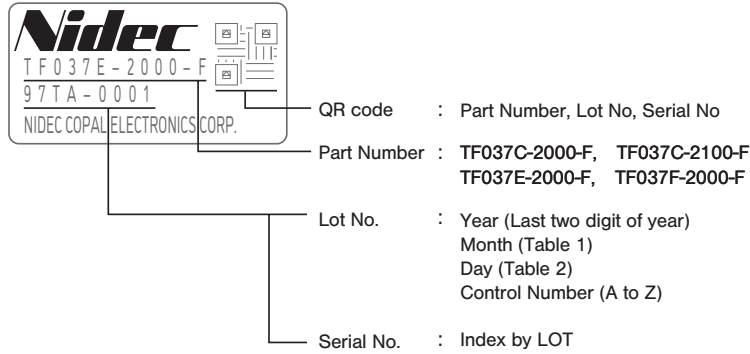 Nidec
TF037E-2000-F
97TA-0001
NIDEC COPAL ELECTRONICS CORP.
QR code : Part Number, Lot No, Serial No
Part Number : TF037C-2000-F, TF037C-2100-F
TF037E-2000-F, TF037F-2000-F
Lot No. : Year (Last two digit of year)
Month (Table 1)
Day (Table 2)
Control Number (A to Z)
Serial No. : Index by LOT